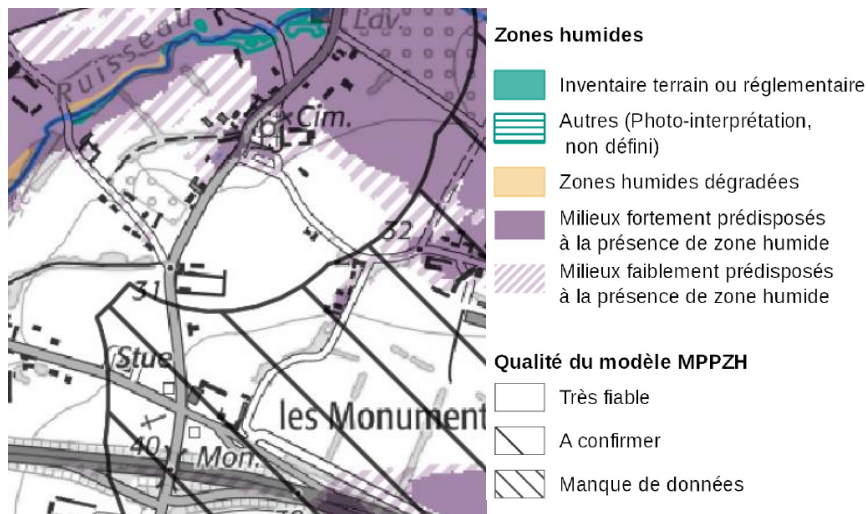 Ruisseau
Lav.
Cim.
32
31
Stue
les Monument
40
Mon.
Zones humides
Inventaire terrain ou réglementaire
Autres (Photo-interprétation,
non défini)
Zones humides dégradées
Milieux fortement prédisposés
à la présence de zone humide
Milieux faiblement prédisposés
à la présence de zone humide
Qualité du modèle MPPZH
Très fiable
A confirmer
Manque de données